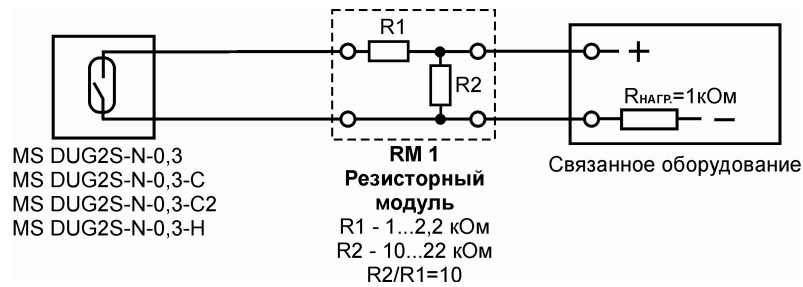 R1
R2
+
Rнагр.=1кОм
−
MS DUG2S-N-0,3
MS DUG2S-N-0,3-C
MS DUG2S-N-0,3-C2
MS DUG2S-N-0,3-H
RM 1
Резисторный
модуль
R1 - 1...2,2 кОм
R2 - 10...22 кОм
R2/R1=10
Связанное оборудование